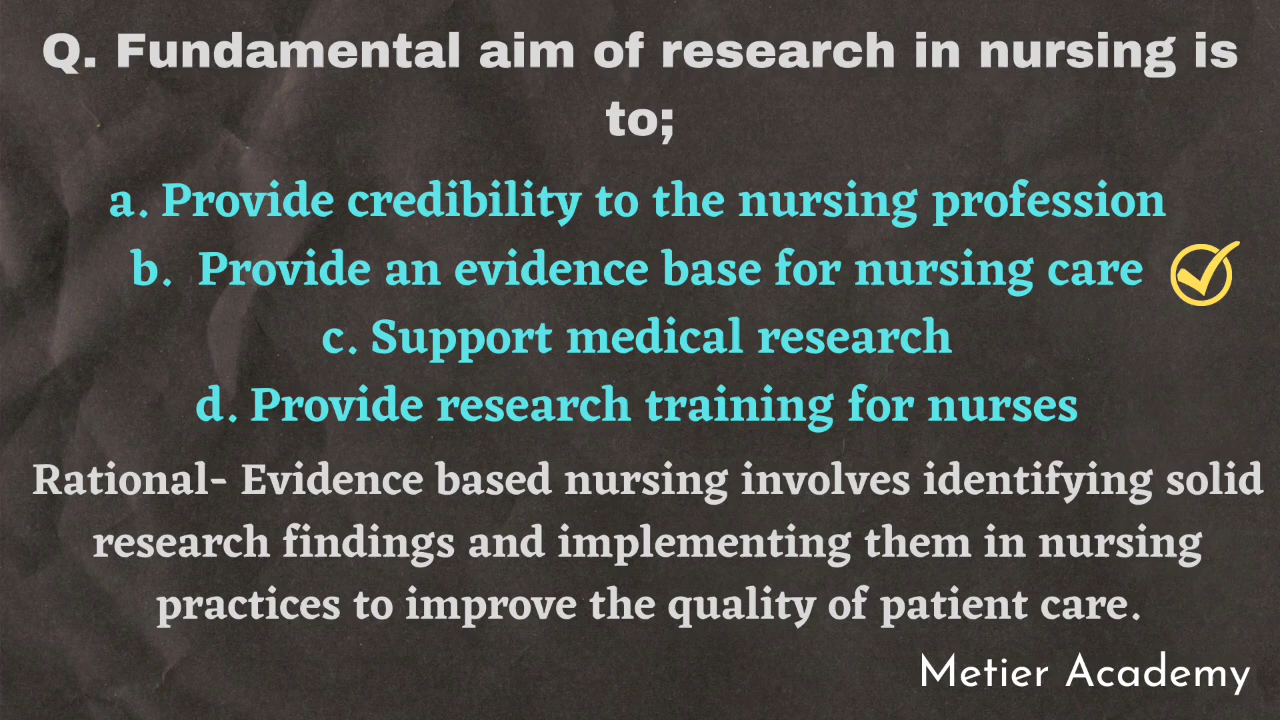 Q. Fundamental aim of research in nursing is
to;
a. Provide credibility to the nursing profession
b. Provide an evidence base for nursing care
c. Support medical research
d. Provide research training for nurses
Rational- Evidence based nursing involves identifying solid
research findings and implementing them in nursing
practices to improve the quality of patient care.
Metier Academy